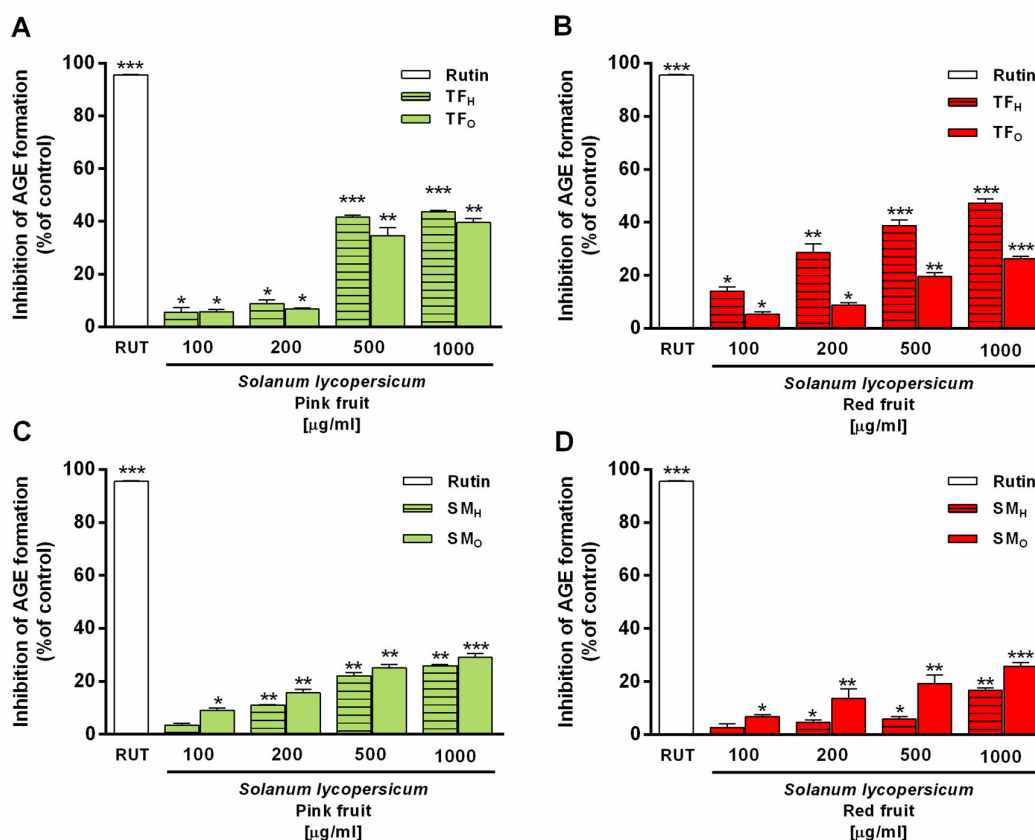 A
Inhibition of AGE formation
(%of control)
100
80
60
40
20
0
***
* * * * *** ** *** **
Rutin
TFH
TFO
RUT 100 200 500 1000
Solanum lycopersicum
Pink fruit
[μg/ml]
B
Inhibition of AGE formation
(%of control)
100
80
60
40
20
0
***
* * ** * *** ** *** ***
Rutin
TFH
TFO
RUT 100 200 500 1000
Solanum lycopersicum
Red fruit
[μg/ml]
C
Inhibition of AGE formation
(%of control)
100
80
60
40
20
0
***
* ** ** ** ** ** ***
Rutin
SMH
SMO
RUT 100 200 500 1000
Solanum lycopersicum
Pink fruit
[μg/ml]
D
Inhibition of AGE formation
(%of control)
100
80
60
40
20
0
***
* * ** * ** ** ***
Rutin
SMH
SMO
RUT 100 200 500 1000
Solanum lycopersicum
Red fruit
[μg/ml]